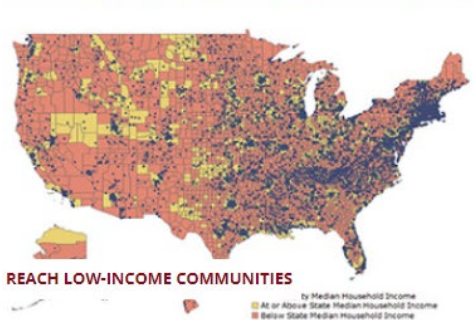 REACH LOW-INCOME COMMUNITIES
by Median Household Income
At or Above State Median Household Income
Below State Median Household Income